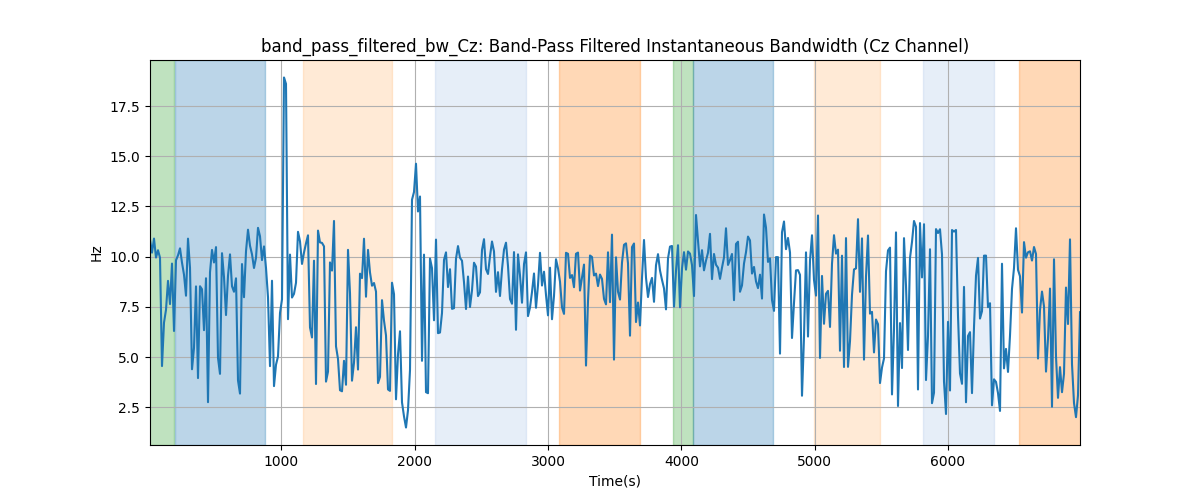 band_pass_filtered_bw_Cz: Band-Pass Filtered Instantaneous Bandwidth (Cz Channel)
Hz
17.5
15.0
12.5
10.0
7.5
5.0
2.5
1000 2000 3000 4000 5000 6000
Time(s)